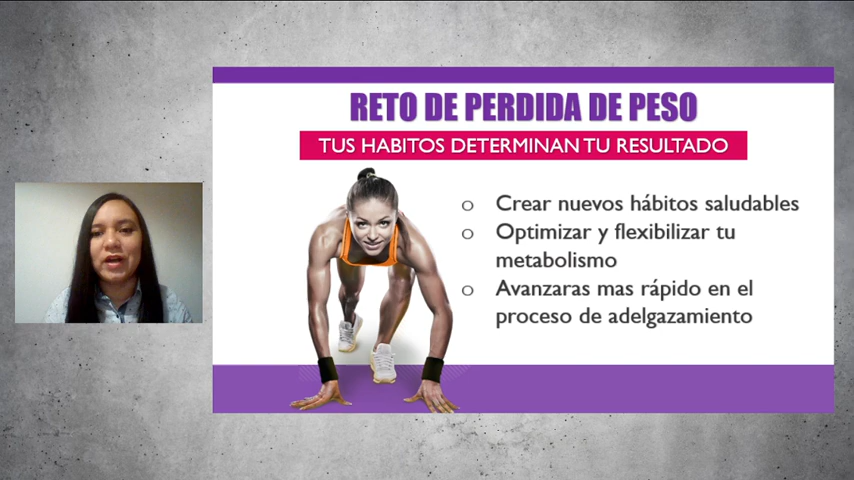 RETO DE PERDIDA DE PESO
TUS HABITOS DETERMINAN TU RESULTADO
o Crear nuevos hábitos saludables
o Optimizar y flexibilizar tu
metabolismo
o Avanzaras mas rápido en el
proceso de adelgazamiento